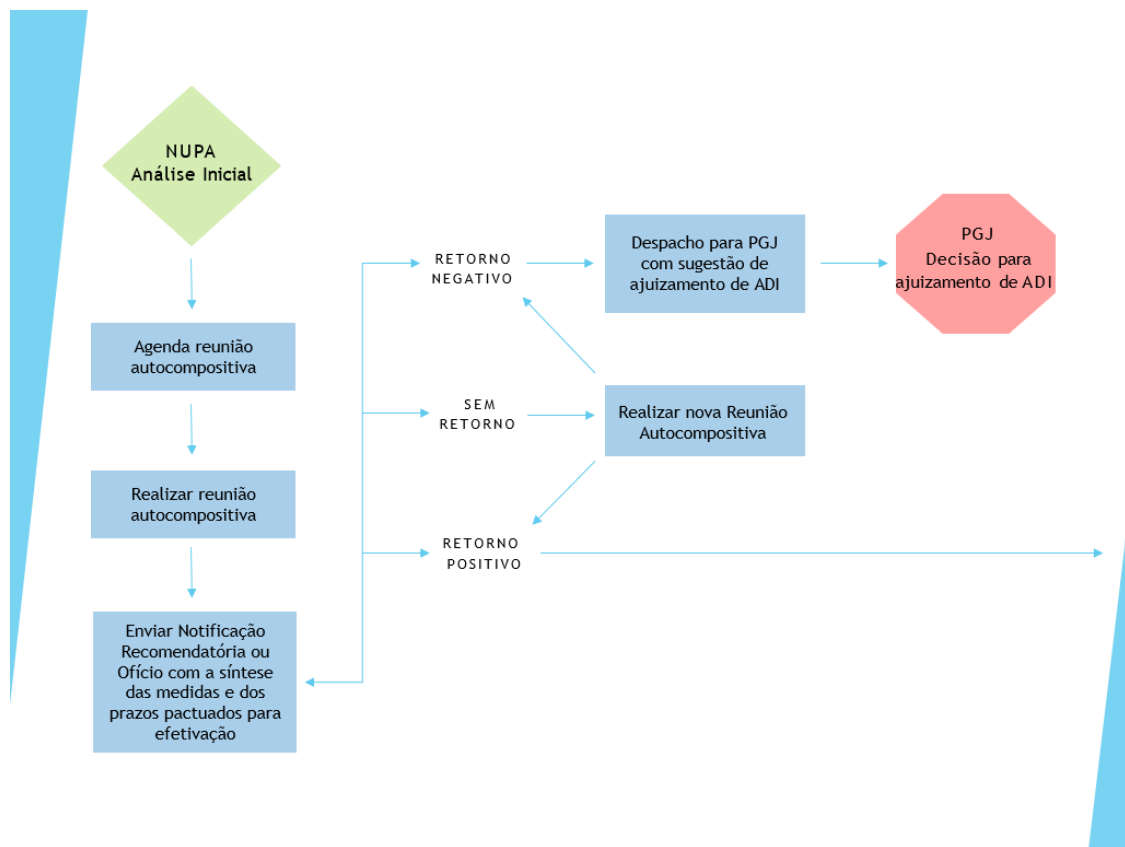 NUPA
Análise Inicial
Agenda reunião
autocompositiva
Realizar reunião
autocompositiva
Enviar Notificação
Recomendatória ou
Ofício com a síntese
das medidas e dos
prazos pactuados para
efetivação
RETORNO
NEGATIVO
SEM
RETORNO
RETORNO
POSITIVO
Despacho para PGJ
com sugestão de
ajuizamento de ADI
Realizar nova Reunião
Autocompositiva
PGJ
Decisão para
ajuizamento de ADI